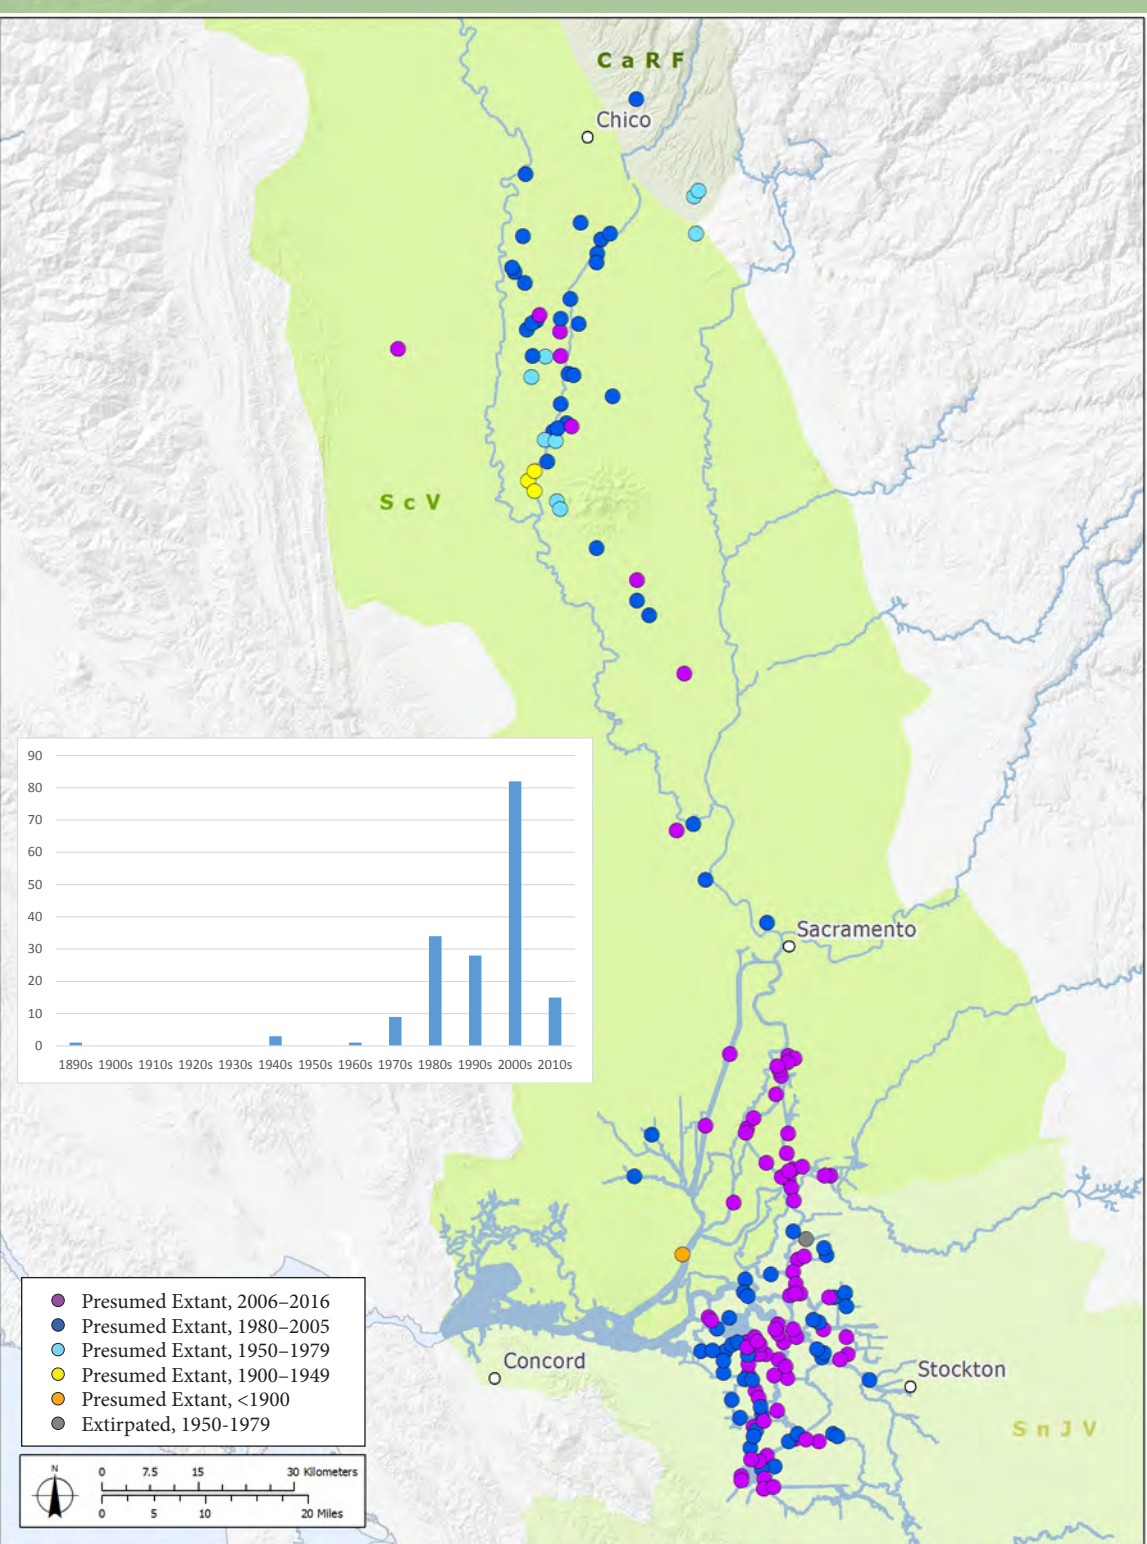 C a R F
Chico
S c V
90
80
70
60
50
40
30
20
10
0
1890s 1900s 1910s 1920s 1930s 1940s 1950s 1960s 1970s 1980s 1990s 2000s 2010s
Sacramento
Presumed Extant, 2006–2016
Presumed Extant, 1980–2005
Presumed Extant, 1950–1979
Presumed Extant, 1900–1949
Presumed Extant, <1900
Extirpated, 1950-1979
Concord
Stockton
S n J V
N
0 7.5 15 30 Kilometers
0 5 10 20 Miles